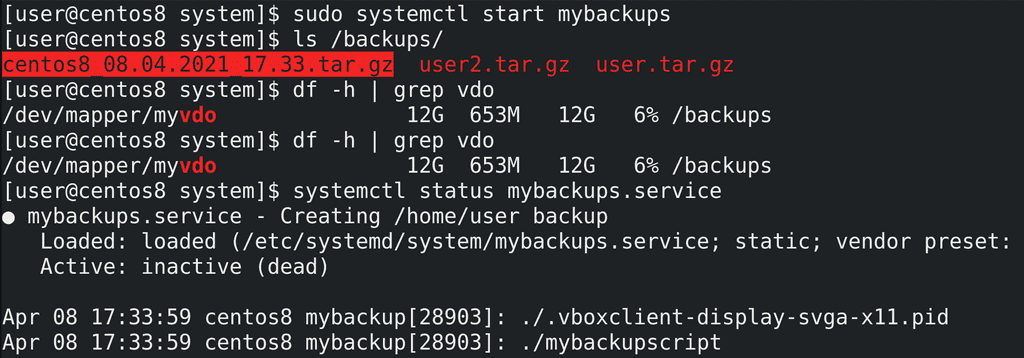 [user@centos8 system]$ sudo systemctl start mybackups
[user@centos8 system]$ ls /backups/
centos8_08.04.2021_17.33.tar.gz  user2.tar.gz  user.tar.gz
[user@centos8 system]$ df -h | grep vdo
/dev/mapper/myvdo               12G  653M   12G   6% /backups
[user@centos8 system]$ df -h | grep vdo
/dev/mapper/myvdo               12G  653M   12G   6% /backups
[user@centos8 system]$ systemctl status mybackups.service
● mybackups.service - Creating /home/user backup
   Loaded: loaded (/etc/systemd/system/mybackups.service; static; vendor preset:
   Active: inactive (dead)

Apr 08 17:33:59 centos8 mybackup[28903]: ./.vboxclient-display-svga-x11.pid
Apr 08 17:33:59 centos8 mybackup[28903]: ./mybackupscript